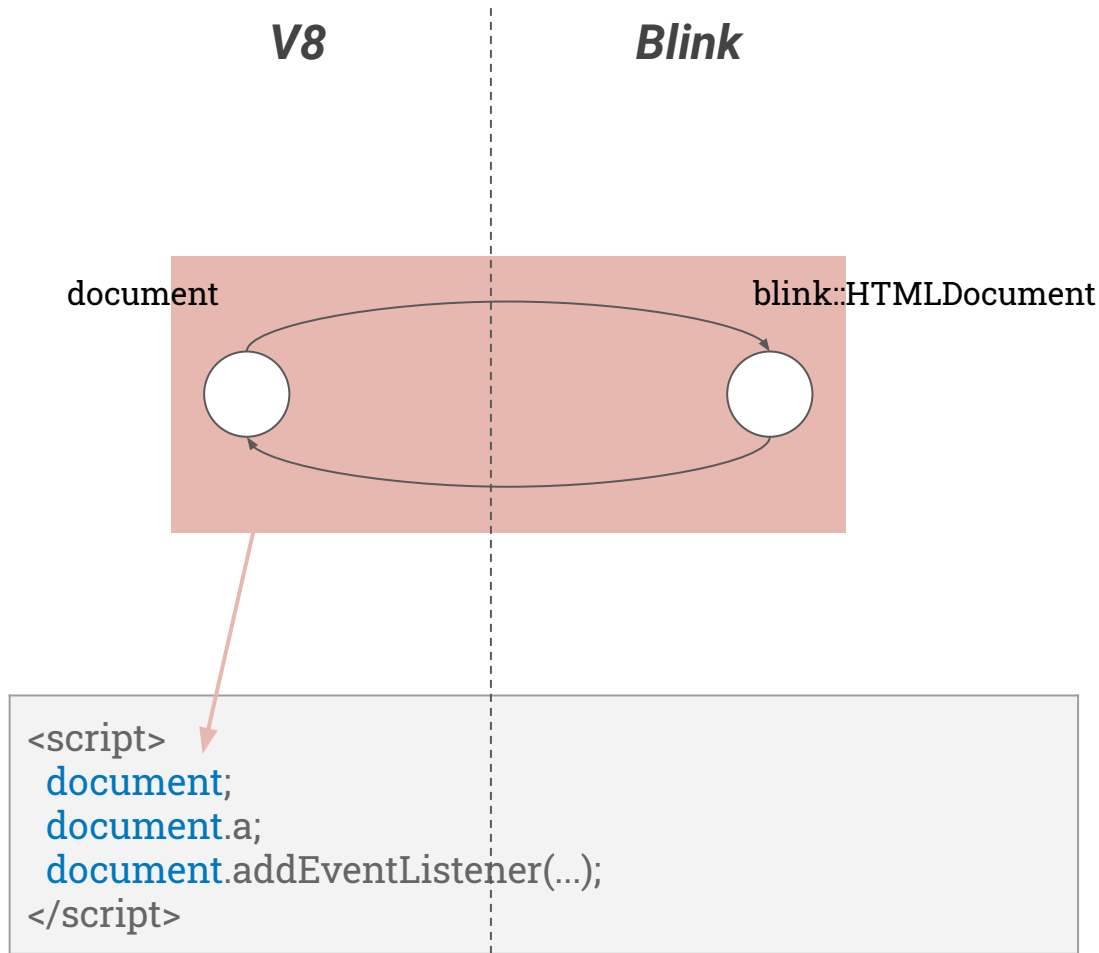 V8
Blink
document
blink::HTMLDocument
<script>
document;
document.a;
document.addEventListener(...);
</script>